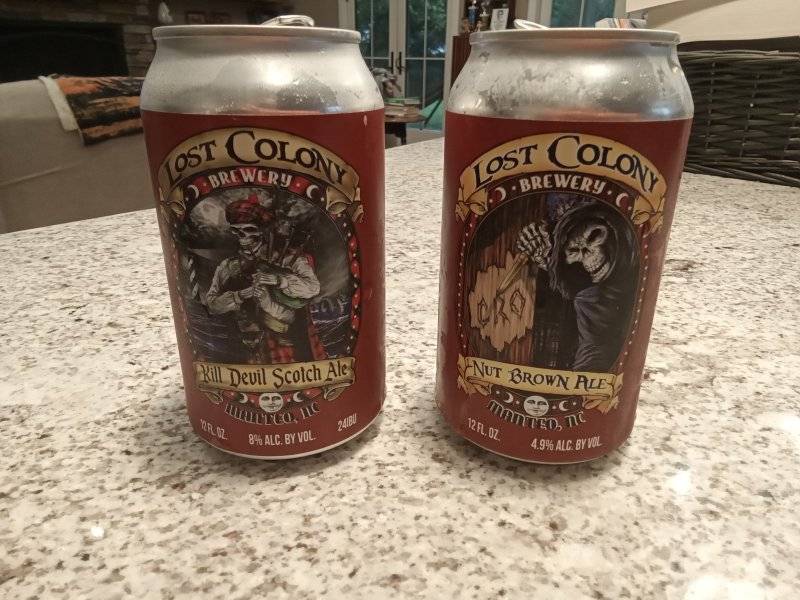 LOST COLONY
BREWERY
Kill Devil Scotch Ale
MANTEO, NC
12 FL. OZ. 8% ALC. BY VOL. 24IBU
LOST COLONY
BREWERY
CRO
NUT BROWN ALE
MANTEO, NC
12 FL. OZ. 4.9% ALC. BY VOL.